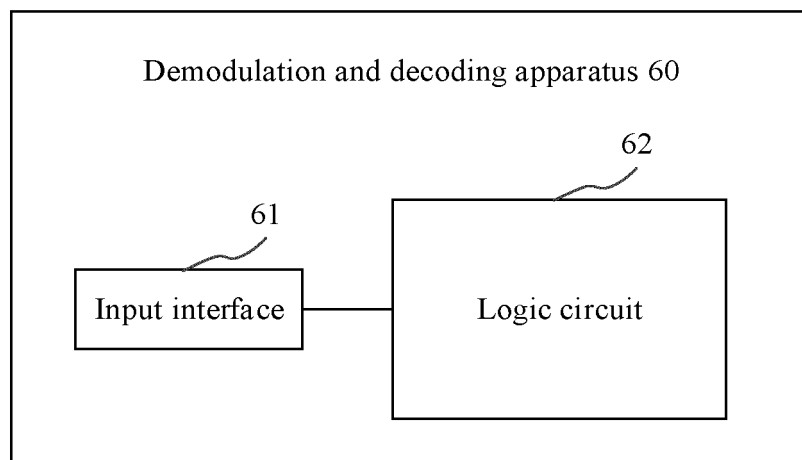 Demodulation and decoding apparatus 60
62
61
Input interface
Logic circuit